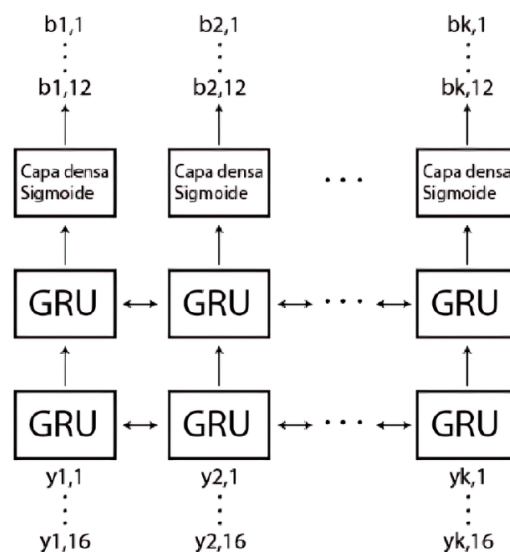 b1,1 b2,1 bk,1
b1,12 b2,12 bk,12
Capa densa Capa densa Capa densa
Sigmoide Sigmoide Sigmoide
GRU GRU GRU
GRU GRU GRU
y1,1 y2,1 yk,1
y1,16 y2,16 yk,16